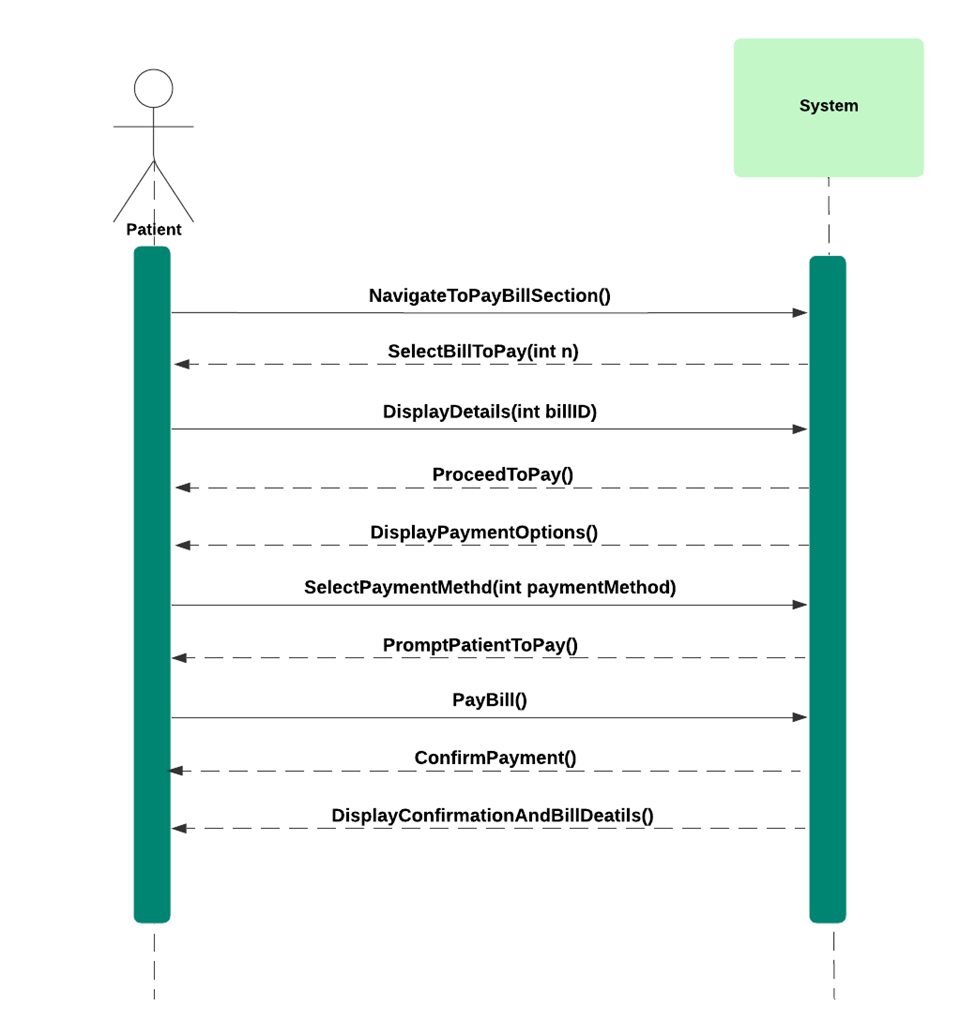 System
Patient
NavigateToPayBillSection()
SelectBillToPay(int n)
DisplayDetails(int billID)
ProceedToPay()
DisplayPaymentOptions()
SelectPaymentMethd(int paymentMethod)
PromptPatientToPay()
PayBill()
ConfirmPayment()
DisplayConfirmationAndBillDeatils()